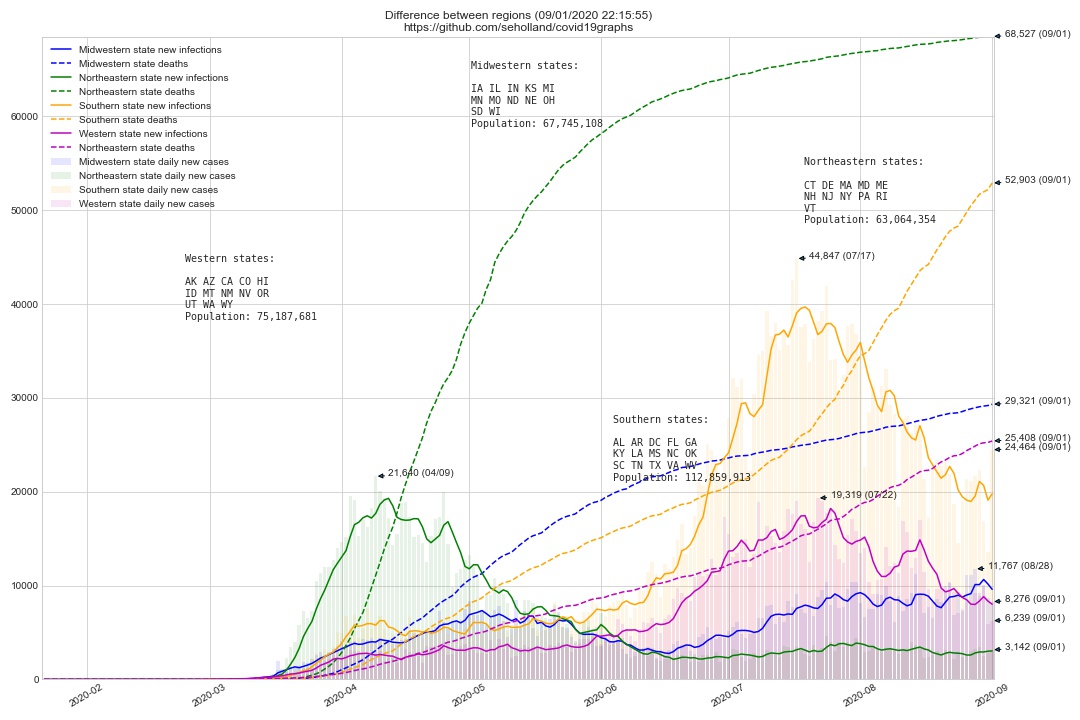 Difference between regions (09/01/2020 22:15:55)
https://github.com/seholland/covid19graphs
Midwestern state new infections
Midwestern state deaths
Northeastern state new infections
Northeastern state deaths
Southern state new infections
Southern state deaths
Western state new infections
Northeastern state deaths
Midwestern state daily new cases
Northeastern state daily new cases
Southern state daily new cases
Western state daily new cases
Midwestern states:
IA IL IN KS MI
MN MO ND NE OH
SD WI
Population: 67,745,108
Northeastern states:
CT DE MA MD ME
NH NJ NY PA RI
VT
Population: 63,064,354
Western states:
AK AZ CA CO HI
ID MT NM NV OR
UT WA WY
Population: 75,187,681
Southern states:
AL AR DC FL GA
KY LA MS NC OK
SC TN TX VA WV
Population: 112,859,913
68,527 (09/01)
52,903 (09/01)
44,847 (07/17)
29,321 (09/01)
25,408 (09/01)
24,464 (09/01)
21,640 (04/09)
19,319 (07/22)
11,767 (08/28)
8,276 (09/01)
6,239 (09/01)
3,142 (09/01)
60000
50000
40000
30000
20000
10000
0
2020-02
2020-03
2020-04
2020-05
2020-06
2020-07
2020-08
2020-09